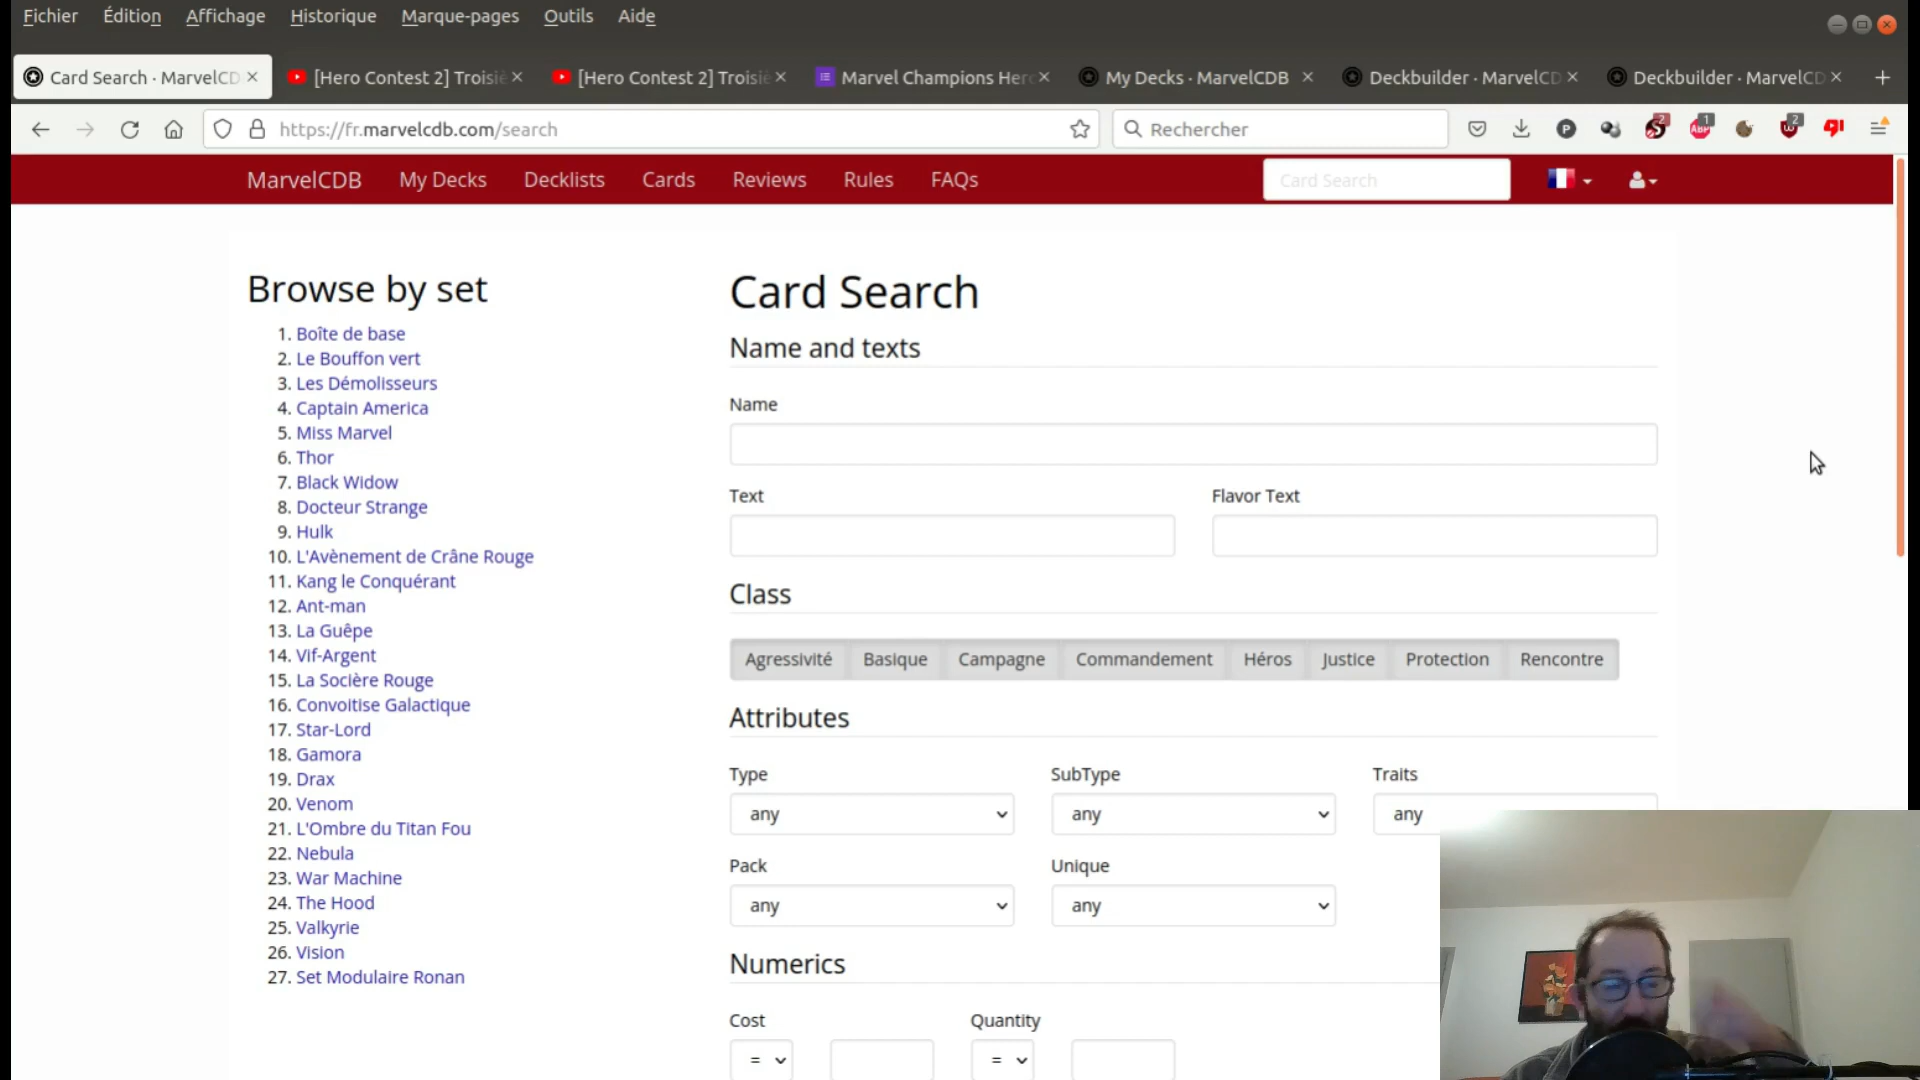 Fichier Édition Affichage Historique Marque-pages Outils Aide
Card Search · MarvelCD
[Hero Contest 2] Troisiè
[Hero Contest 2] Troisiè
Marvel Champions Hero
My Decks · MarvelCDB
Deckbuilder · MarvelCD
Deckbuilder · MarvelCD
https://fr.marvelcdb.com/search
Rechercher
2
ABP 1
2
MarvelCDB My Decks Decklists Cards Reviews Rules FAQs
Card Search
Browse by set
1. Boîte de base
2. Le Bouffon vert
3. Les Démolisseurs
4. Captain America
5. Miss Marvel
6. Thor
7. Black Widow
8. Docteur Strange
9. Hulk
10. L'Avènement de Crâne Rouge
11. Kang le Conquérant
12. Ant-man
13. La Guêpe
14. Vif-Argent
15. La Socière Rouge
16. Convoitise Galactique
17. Star-Lord
18. Gamora
19. Drax
20. Venom
21. L'Ombre du Titan Fou
22. Nebula
23. War Machine
24. The Hood
25. Valkyrie
26. Vision
27. Set Modulaire Ronan
Card Search
Name and texts
Name
Text Flavor Text
Class
Agressivité Basique Campagne Commandement Héros Justice Protection Rencontre
Attributes
Type SubType Traits
any any any
Pack Unique
any any
Numerics
Cost Quantity
= =